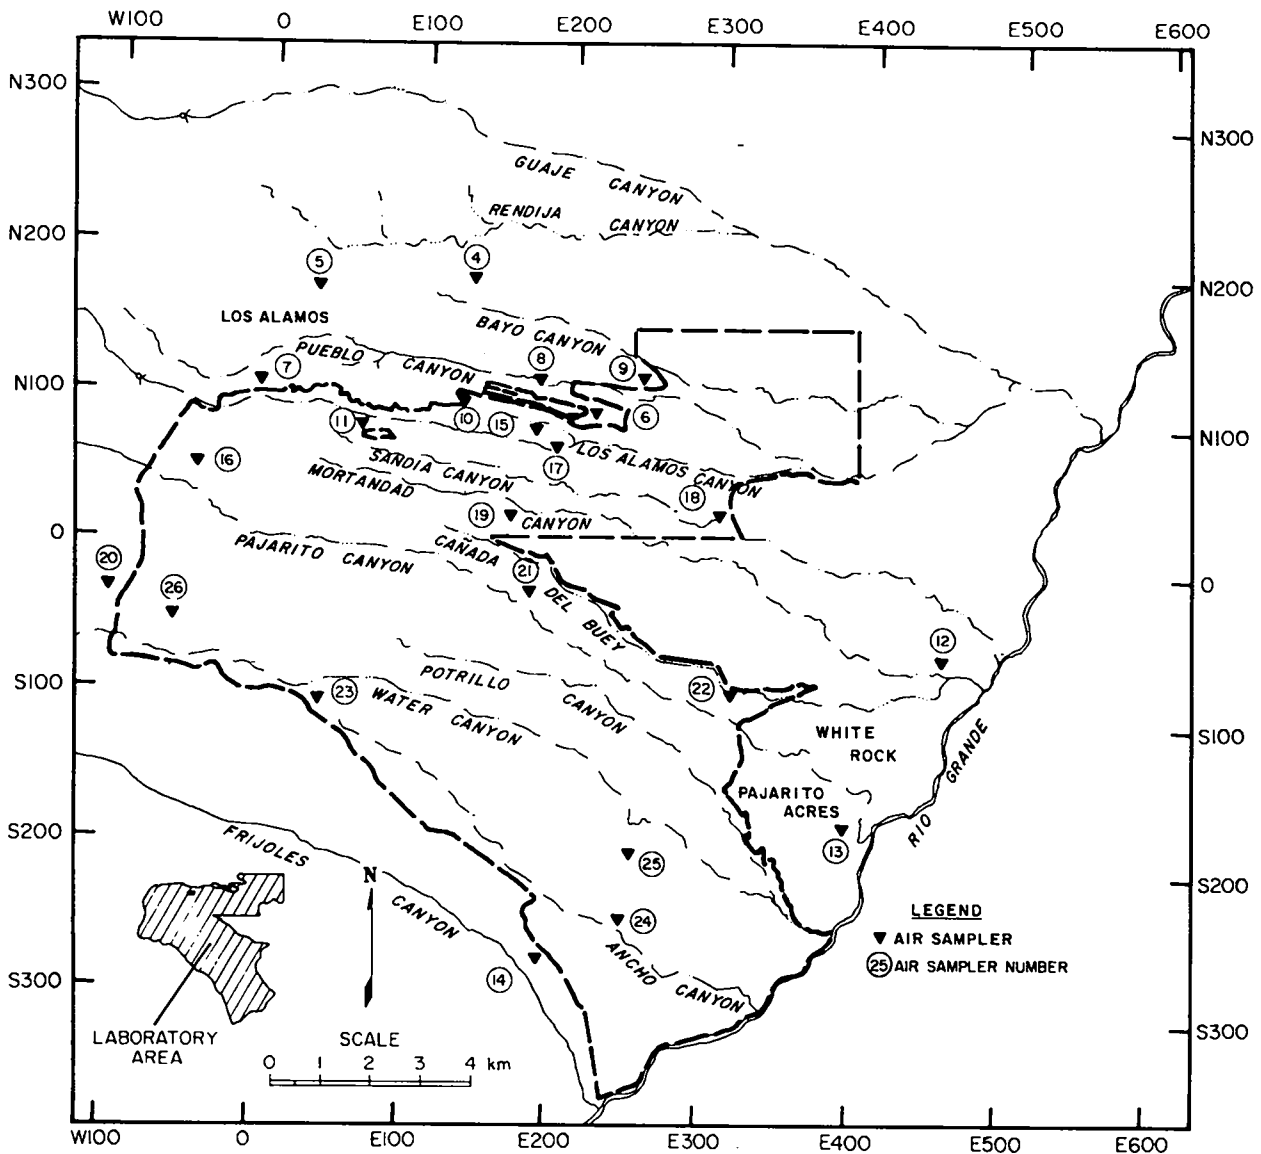 W100 0 E100 E200 E300 E400 E500 E600
N300
N300
GUAJE CANYON
RENDIJA CANYON
N200
5
4
N200
LOS ALAMOS
BAYO CANYON
PUEBLO CANYON
7
8
9
N100
11
10
15
6
N100
16
SANDIA CANYON
17
LOS ALAMOS CANYON
MORTANDAD CANYON
18
19
0
PAJARITO CANYON
CAÑADA DEL BUEY
20
21
26
0
12
S100
POTRILLO CANYON
23
22
WATER CANYON
WHITE ROCK
S100
PAJARITO ACRES
RIO GRANDE
S200
FRIJOLES CANYON
13
25
N
S200
24
LEGEND
AIR SAMPLER
25 AIR SAMPLER NUMBER
ANCHO CANYON
14
S300
LABORATORY
AREA
SCALE
0 1 2 3 4 km
S300
W100 0 E100 E200 E300 E400 E500 E600